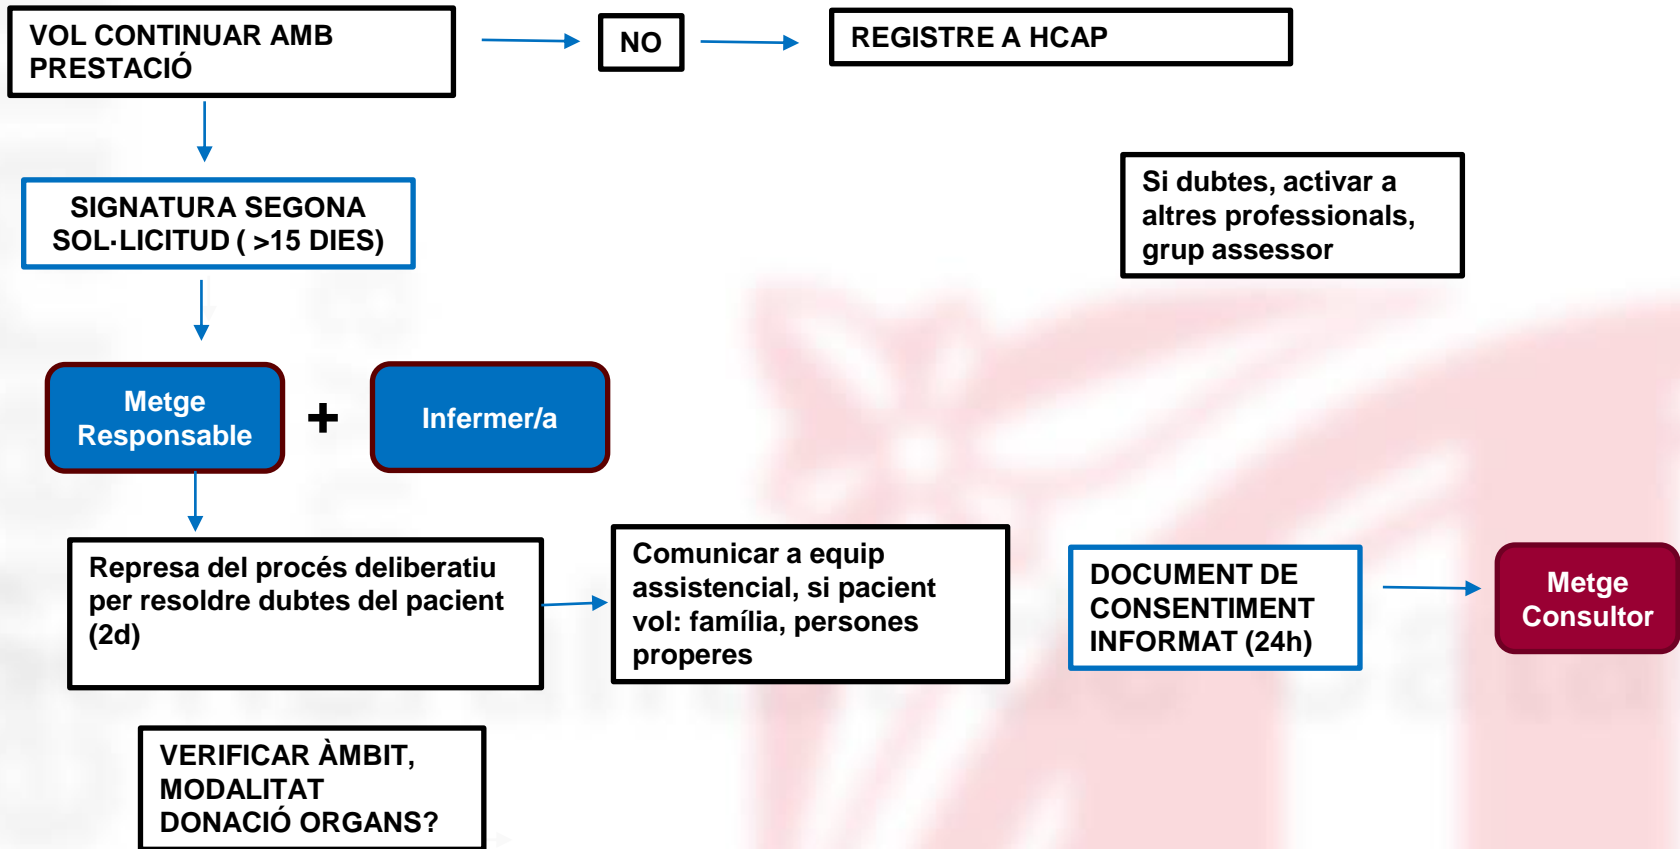 VOL CONTINUAR AMB
PRESTACIÓ
NO
REGISTRE A HCAP
SIGNATURA SEGONA
SOL·LICITUD ( >15 DIES)
Si dubtes, activar a
altres professionals,
grup assessor
Metge
Responsable
+
Infermer/a
Represa del procés deliberatiu
per resoldre dubtes del pacient
(2d)
Comunicar a equip
assistencial, si pacient
vol: família, persones
properes
DOCUMENT DE
CONSENTIMENT
INFORMAT (24h)
Metge
Consultor
VERIFICAR ÀMBIT,
MODALITAT
DONACIÓ ORGANS?